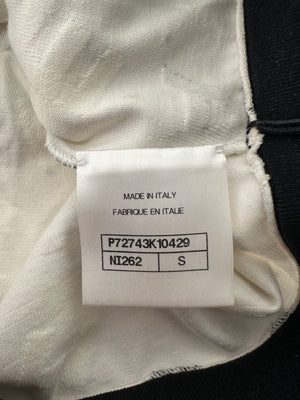 MADE IN ITALY
FABRIQUE EN ITALIE
P72743K10429
NI262 S